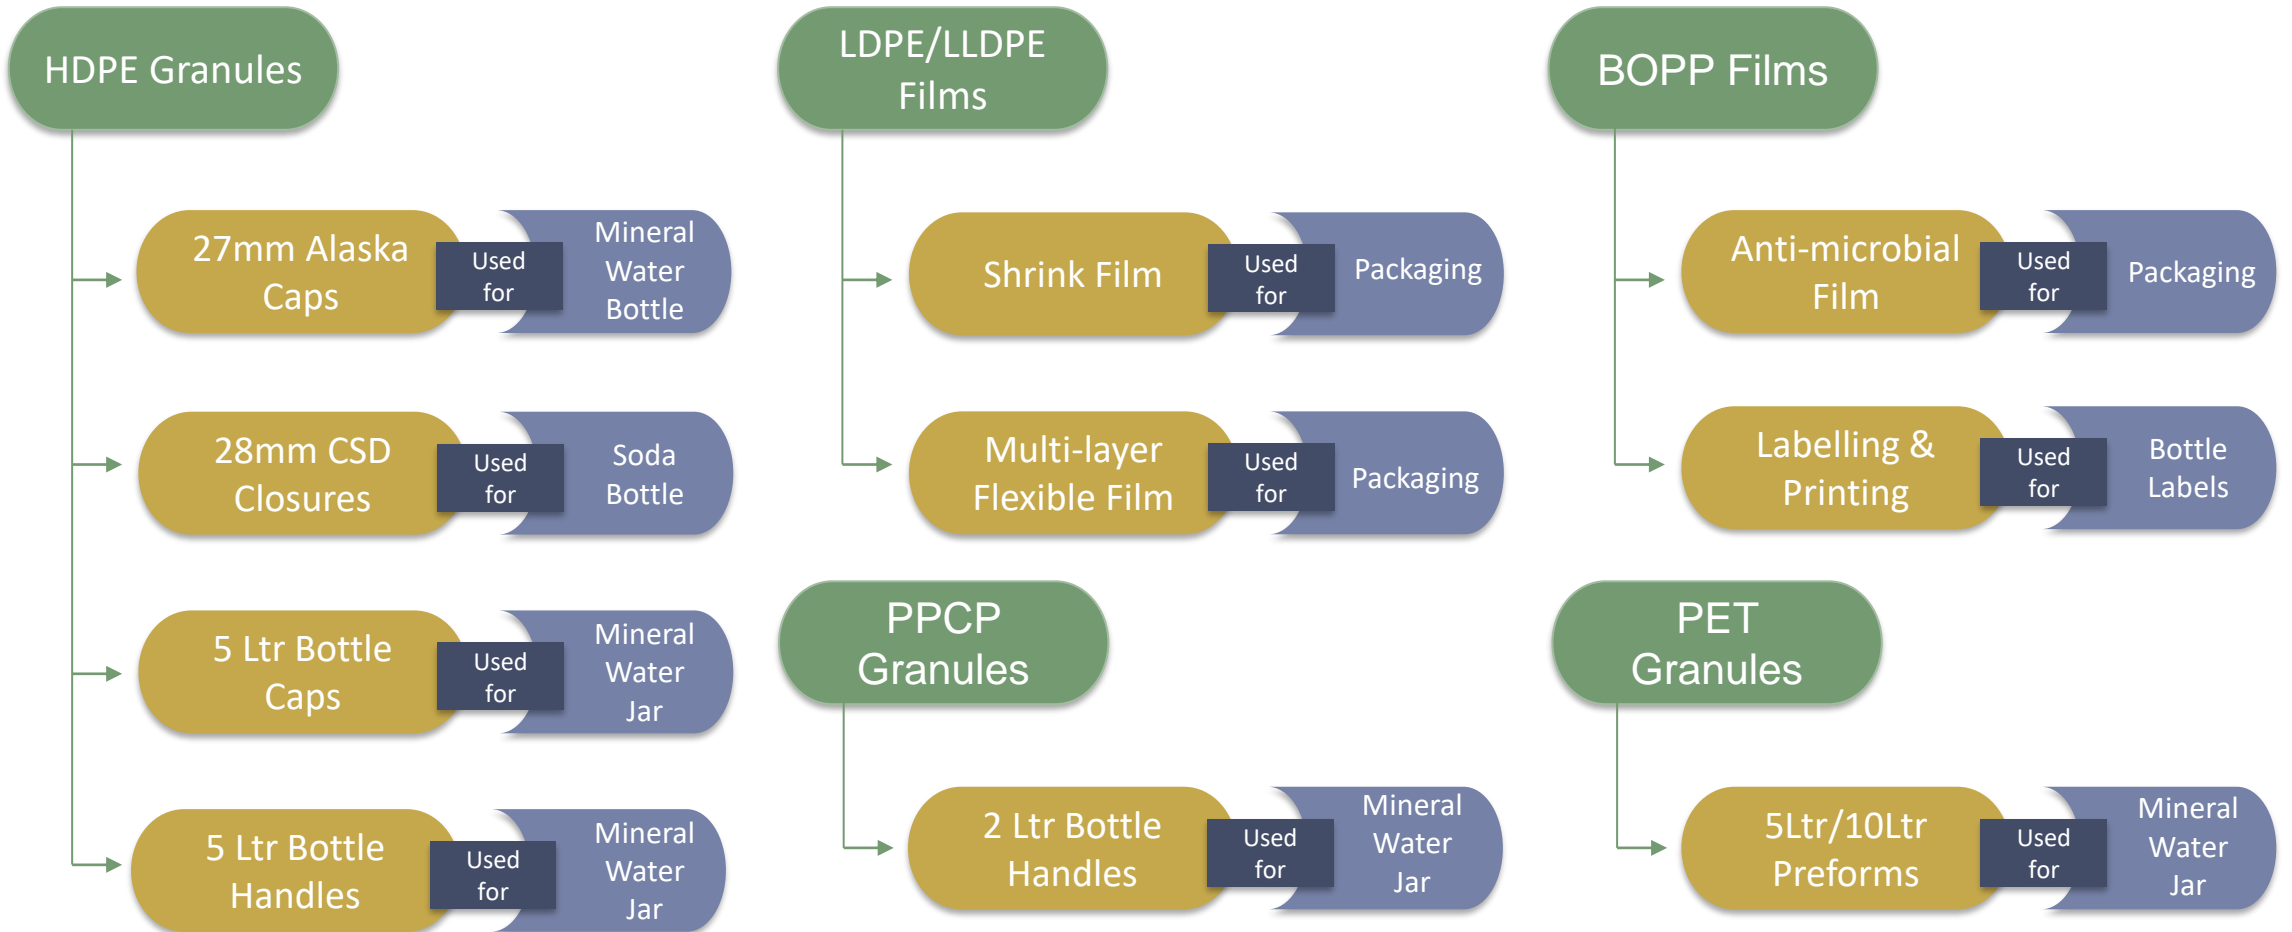 HDPE Granules
27mm Alaska
Caps
Used
for
Mineral
Water
Bottle
28mm CSD
Closures
Used
for
Soda
Bottle
5 Ltr Bottle
Caps
Used
for
Mineral
Water
Jar
5 Ltr Bottle
Handles
Used
for
Mineral
Water
Jar
LDPE/LLDPE
Films
Shrink Film
Used
for
Packaging
Multi-layer
Flexible Film
Used
for
Packaging
PPCP
Granules
2 Ltr Bottle
Handles
Used
for
Mineral
Water
Jar
BOPP Films
Anti-microbial
Film
Used
for
Packaging
Labelling &
Printing
Used
for
Bottle
Labels
PET
Granules
5Ltr/10Ltr
Preforms
Used
for
Mineral
Water
Jar